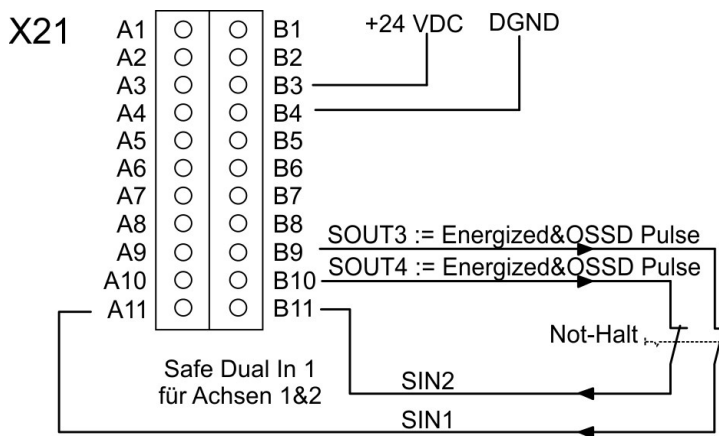 X21
+24 VDC DGND
A1 B1
A2 B2
A3 B3
A4 B4
A5 B5
A6 B6
A7 B7
A8 B8
SOUT3 := Energized&OSSD Pulse
A9 B9
SOUT4 := Energized&OSSD Pulse
A10 B10
A11 B11
Not-Halt
Safe Dual In 1
für Achsen 1&2
SIN2
SIN1